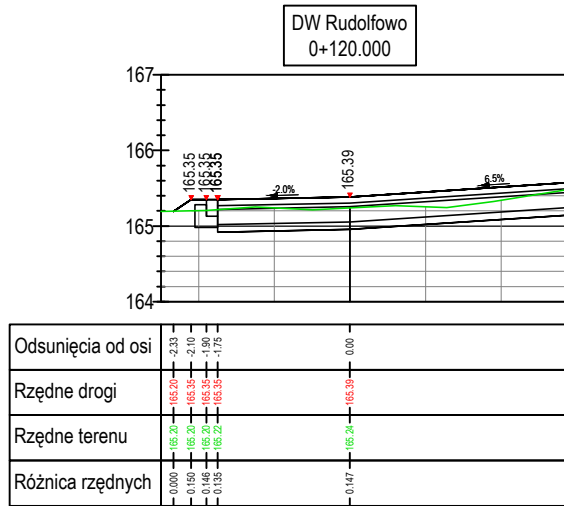 DW Rudolfowo
0+120.000
167
166
165
164
165.35
165.35
165.35
165.39
-2.0%
6.5%
Odsunięcia od osi -2.33 -2.10 -1.90 -1.75 0.00
Rzędne drogi 165.20 165.35 165.35 165.35 165.39
Rzędne terenu 165.20 165.20 165.20 165.22 165.24
Różnica rzędnych 0.000 0.150 0.146 0.135 0.147